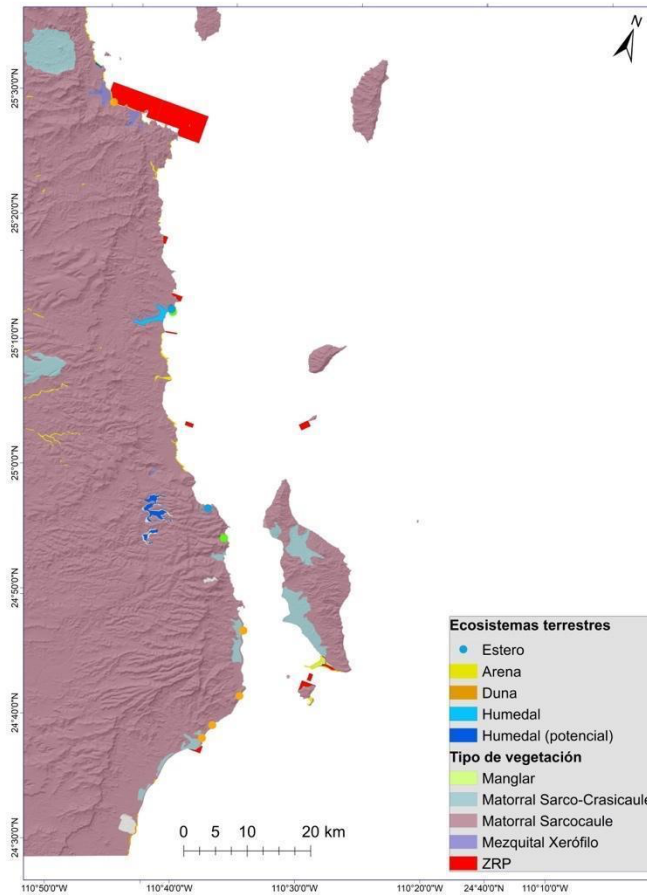 N
25°30'0"N
25°20'0"N
25°10'0"N
25°0'0"N
24°50'0"N
24°40'0"N
24°30'0"N
Ecosistemas terrestres
Estero
Arena
Duna
Humedal
Humedal (potencial)
Tipo de vegetación
Manglar
Matorral Sarco-Crasicaule
Matorral Sarcocaule
Mezquital Xerófilo
ZRP
0 5 10 20 km
110°50'0"W 110°40'0"W 110°30'0"W 110°20'0"W 24°4'0"W 110°10'0"W